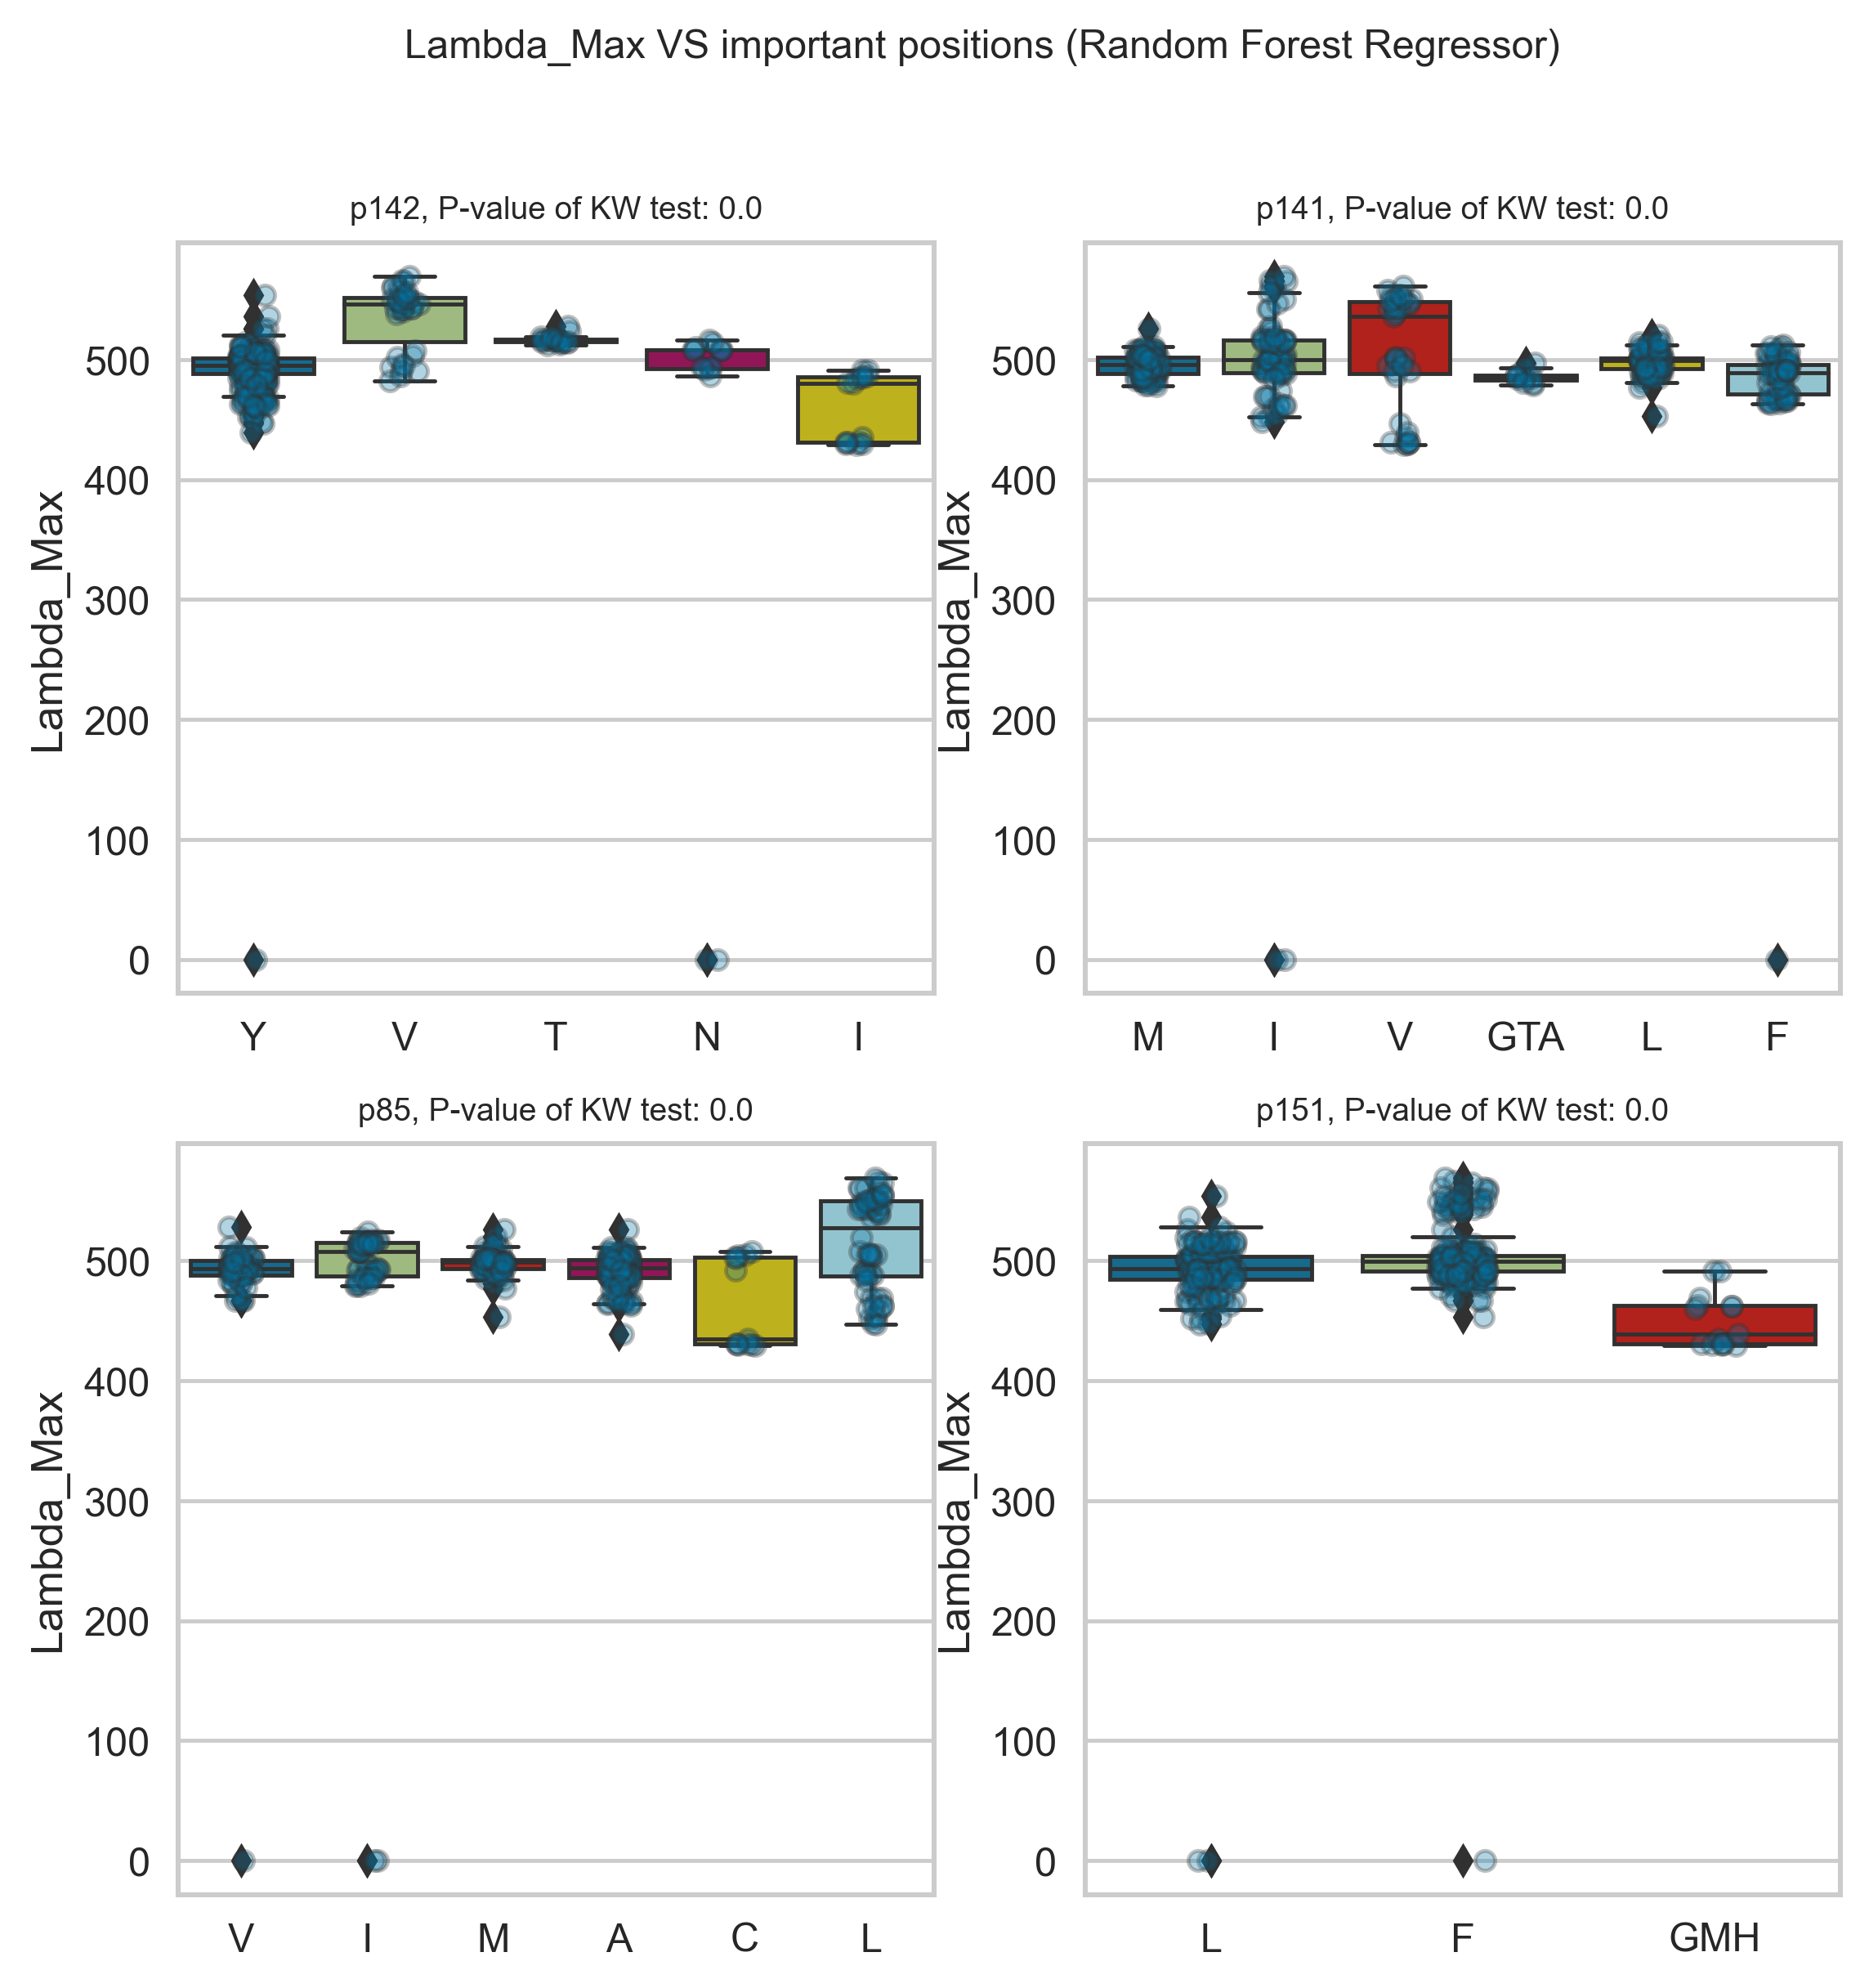 Lambda_Max VS important positions (Random Forest Regressor)
p142, P-value of KW test: 0.0
p141, P-value of KW test: 0.0
Lambda_Max
500
400
300
200
100
0
Y V T N I
Lambda_Max
500
400
300
200
100
0
M I V GTA L F
p85, P-value of KW test: 0.0
p151, P-value of KW test: 0.0
Lambda_Max
500
400
300
200
100
0
V I M A C L
Lambda_Max
500
400
300
200
100
0
L F GMH